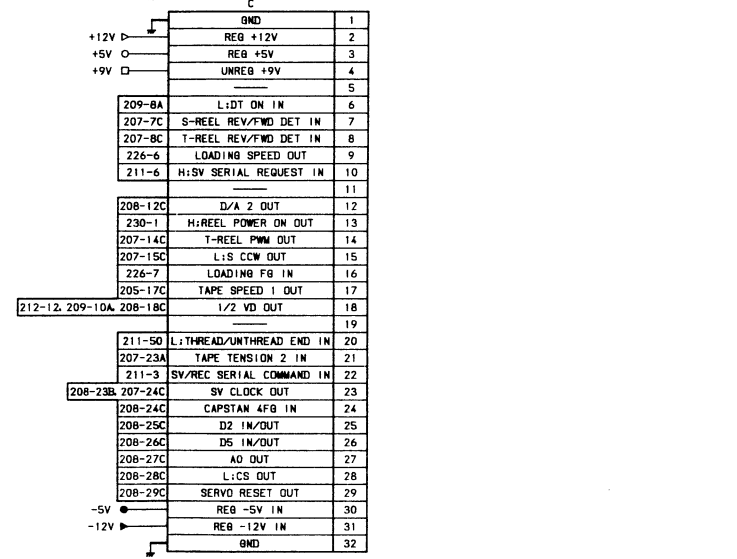 C
GND 1
+12V REG +12V 2
+5V REG +5V 3
+9V UNREG +9V 4
5
209-8A L:DT ON IN 6
207-7C S-REEL REV/FWD DET IN 7
207-8C T-REEL REV/FWD DET IN 8
226-6 LOADING SPEED OUT 9
211-6 H:SV SERIAL REQUEST IN 10
11
208-12C D/A 2 OUT 12
230-1 H:REEL POWER ON OUT 13
207-14C T-REEL PWM OUT 14
207-15C L:S CCW OUT 15
226-7 LOADING FG IN 16
205-17C TAPE SPEED 1 OUT 17
212-12. 209-10A. 208-18C 1/2 VD OUT 18
19
211-50 L:THREAD/UNTHREAD END IN 20
207-23A TAPE TENSION 2 IN 21
211-3 SV/REC SERIAL COMMAND IN 22
208-23B. 207-24C SV CLOCK OUT 23
208-24C CAPSTAN 4FG IN 24
208-25C D2 IN/OUT 25
208-26C D5 IN/OUT 26
208-27C A0 OUT 27
208-28C L:CS OUT 28
208-29C SERVO RESET OUT 29
-5V REG -5V IN 30
-12V REG -12V IN 31
GND 32